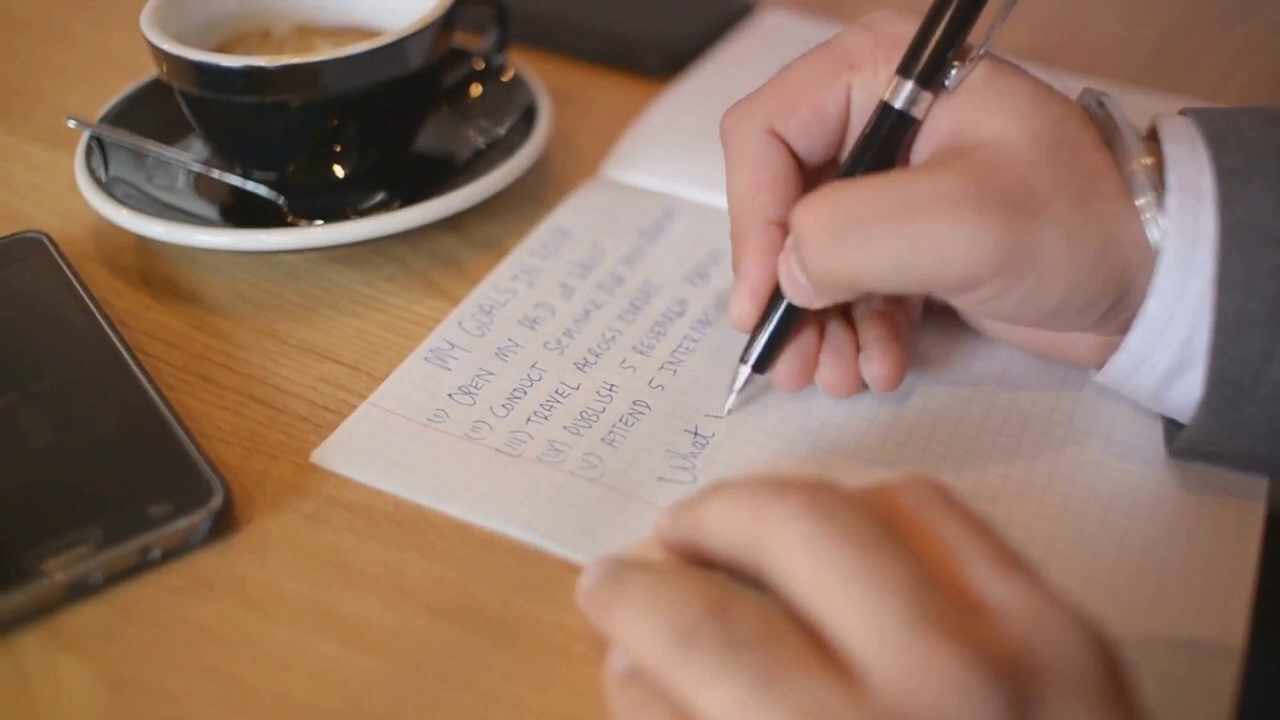 MY GOALS IN
(I) OPEN MY
(II) CONDUCT SEMINAR FOR
(III) TRAVEL ACROSS EUROPE
(IV) PUBLISH 5 RESEARCH
(V) ATTEND 5
What